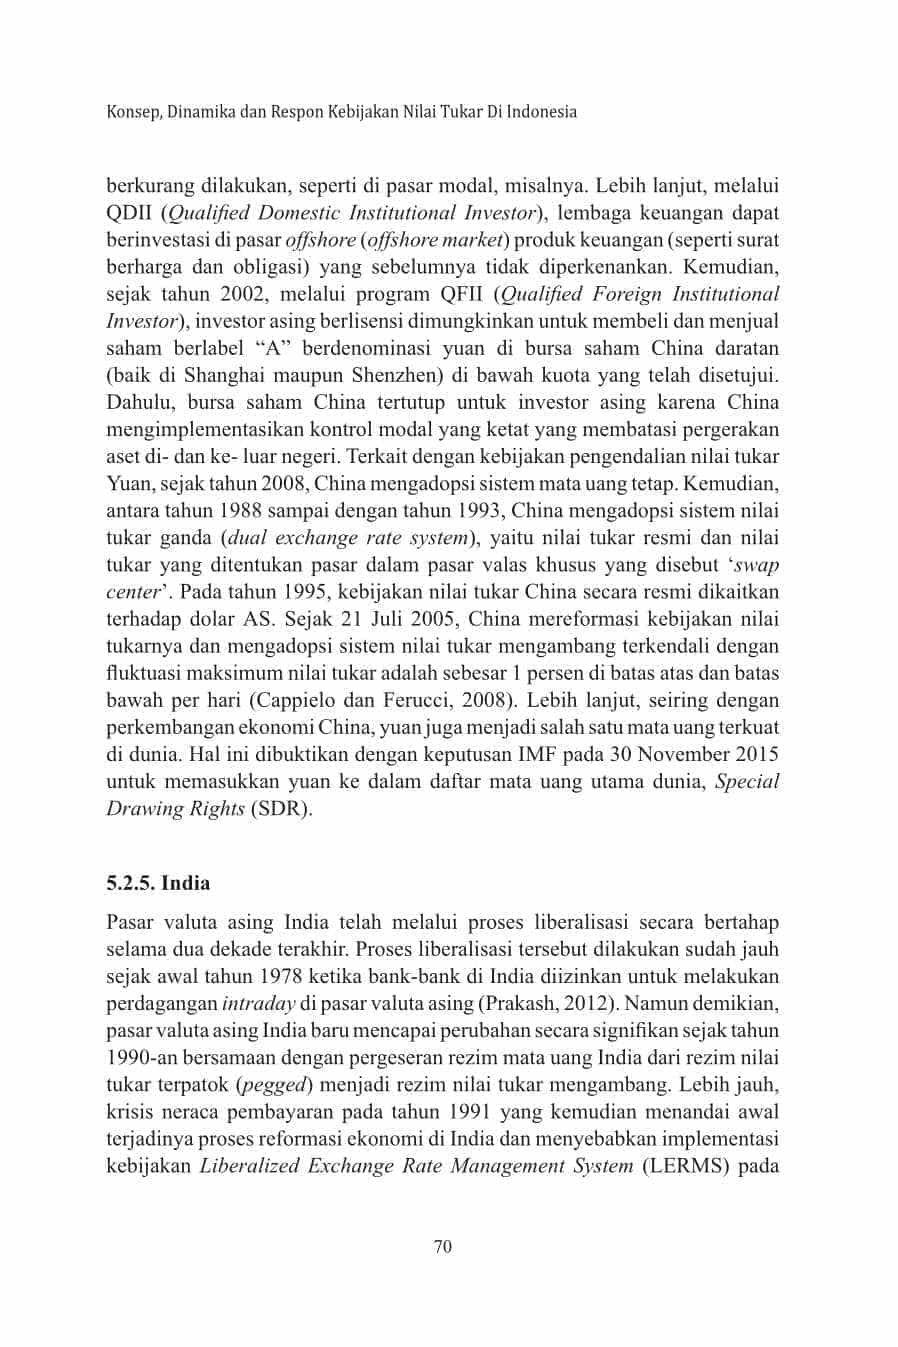 Konsep, Dinamika dan Respon Kebijakan Nilai Tukar Di Indonesia
berkurang dilakukan, seperti di pasar modal, misalnya. Lebih lanjut, melalui
QDII (Qualified Domestic Institutional Investor), lembaga keuangan dapat
berinvestasi di pasar offshore (offshore market) produk keuangan (seperti surat
berharga dan obligasi) yang sebelumnya tidak diperkenankan. Kemudian,
sejak tahun 2002, melalui program QFII (Qualified Foreign Institutional
Investor), investor asing berlisensi dimungkinkan untuk membeli dan menjual
saham berlabel “A” berdenominasi yuan di bursa saham China daratan
(baik di Shanghai maupun Shenzhen) di bawah kuota yang telah disetujui.
Dahulu, bursa saham China tertutup untuk investor asing karena China
mengimplementasikan kontrol modal yang ketat yang membatasi pergerakan
aset di- dan ke- luar negeri. Terkait dengan kebijakan pengendalian nilai tukar
Yuan, sejak tahun 2008, China mengadopsi sistem mata uang tetap. Kemudian,
antara tahun 1988 sampai dengan tahun 1993, China mengadopsi sistem nilai
tukar ganda (dual exchange rate system), yaitu nilai tukar resmi dan nilai
tukar yang ditentukan pasar dalam pasar valas khusus yang disebut ‘swap
center’. Pada tahun 1995, kebijakan nilai tukar China secara resmi dikaitkan
terhadap dolar AS. Sejak 21 Juli 2005, China mereformasi kebijakan nilai
tukarnya dan mengadopsi sistem nilai tukar mengambang terkendali dengan
fluktuasi maksimum nilai tukar adalah sebesar 1 persen di batas atas dan batas
bawah per hari (Cappielo dan Ferucci, 2008). Lebih lanjut, seiring dengan
perkembangan ekonomi China, yuan juga menjadi salah satu mata uang terkuat
di dunia. Hal ini dibuktikan dengan keputusan IMF pada 30 November 2015
untuk memasukkan yuan ke dalam daftar mata uang utama dunia, Special
Drawing Rights (SDR).
5.2.5. India
Pasar valuta asing India telah melalui proses liberalisasi secara bertahap
selama dua dekade terakhir. Proses liberalisasi tersebut dilakukan sudah jauh
sejak awal tahun 1978 ketika bank-bank di India diizinkan untuk melakukan
perdagangan intraday di pasar valuta asing (Prakash, 2012). Namun demikian,
pasar valuta asing India baru mencapai perubahan secara signifikan sejak tahun
1990-an bersamaan dengan pergeseran rezim mata uang India dari rezim nilai
tukar terpatok (pegged) menjadi rezim nilai tukar mengambang. Lebih jauh,
krisis neraca pembayaran pada tahun 1991 yang kemudian menandai awal
terjadinya proses reformasi ekonomi di India dan menyebabkan implementasi
kebijakan Liberalized Exchange Rate Management System (LERMS) pada
70